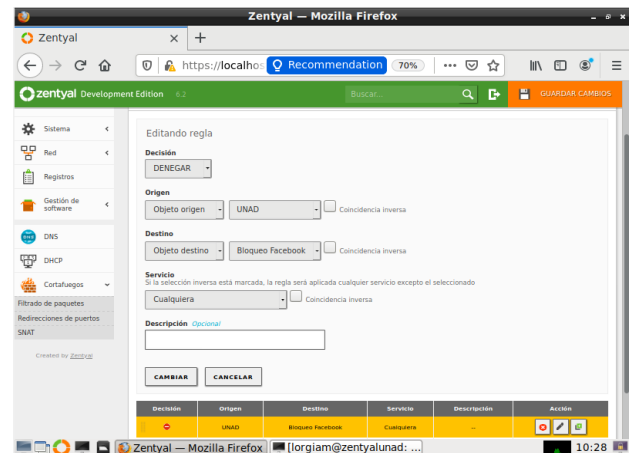 Zentyal — Mozilla Firefox
Zentyal
https://localhos
Recommendation
70%
zentyal Development Edition 6.2
Buscar...
GUARDAR CAMBIOS
Sistema
Red
Registros
Gestión de software
DNS
DHCP
Cortafuegos
Filtrado de paquetes
Redirecciones de puertos
SNAT
Created by Zentyal
Editando regla
Decisión
DENEGAR
Origen
Objeto origen UNAD Coincidencia inversa
Destino
Objeto destino Bloqueo Facebook Coincidencia inversa
Servicio
Si la selección inversa está marcada, la regla será aplicada cualquier servicio excepto el seleccionado
Cualquiera Coincidencia inversa
Descripción Opcional
CAMBIAR CANCELAR
Decisión Origen Destino Servicio Descripción Acción
UNAD Bloqueo Facebook Cualquiera --
Zentyal — Mozilla Firefox [lorgiam@zentyalunad: ... 10:28